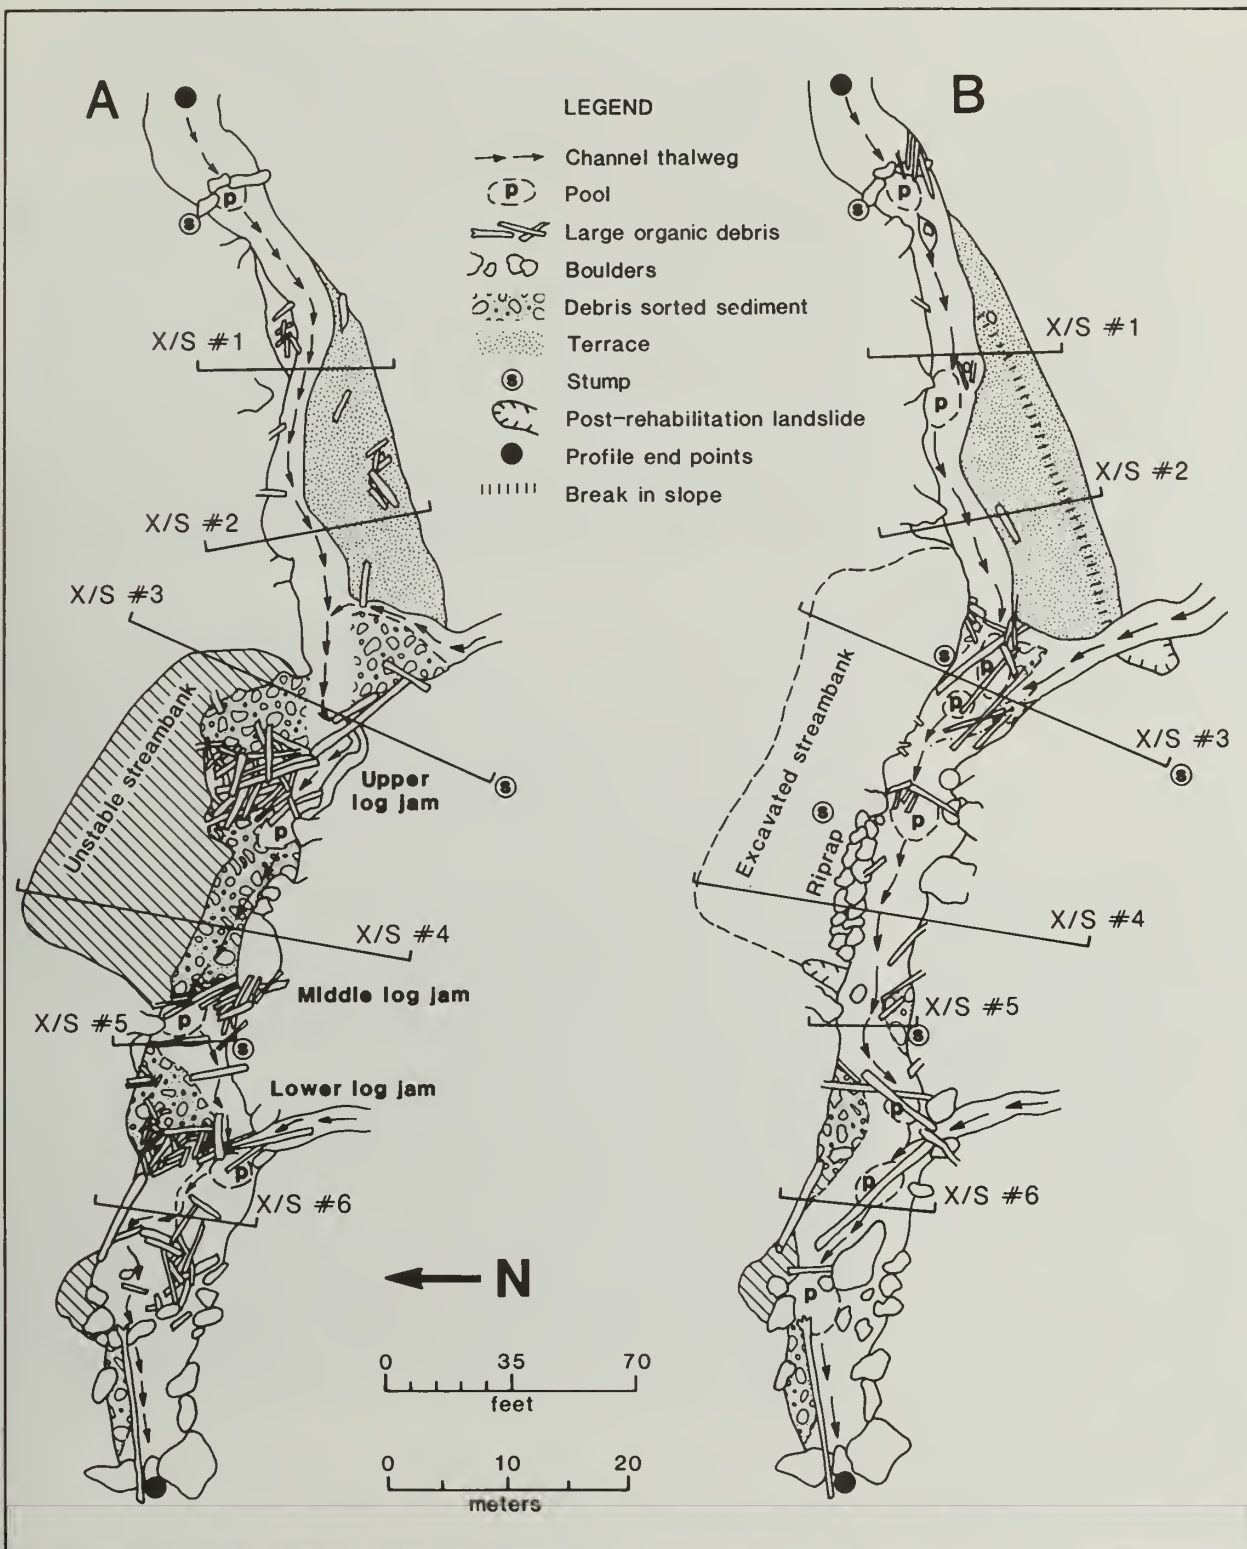 A
B
LEGEND
Channel thalweg
P Pool
Large organic debris
Boulders
Debris sorted sediment
Terrace
S Stump
Post-rehabilitation landslide
Profile end points
Break in slope
P
S
X/S #1
X/S #2
X/S #3
Unstable streambank
Upper
log jam
S
P
X/S #4
Middle log jam
X/S #5
P
S
Lower log jam
P
X/S #6
N
0 35 70
feet
0 10 20
meters
P
S
X/S #1
P
X/S #2
S
P
P
X/S #3
S
Excavated streambank
S
Riprap
P
X/S #4
X/S #5
S
P
P
X/S #6
P